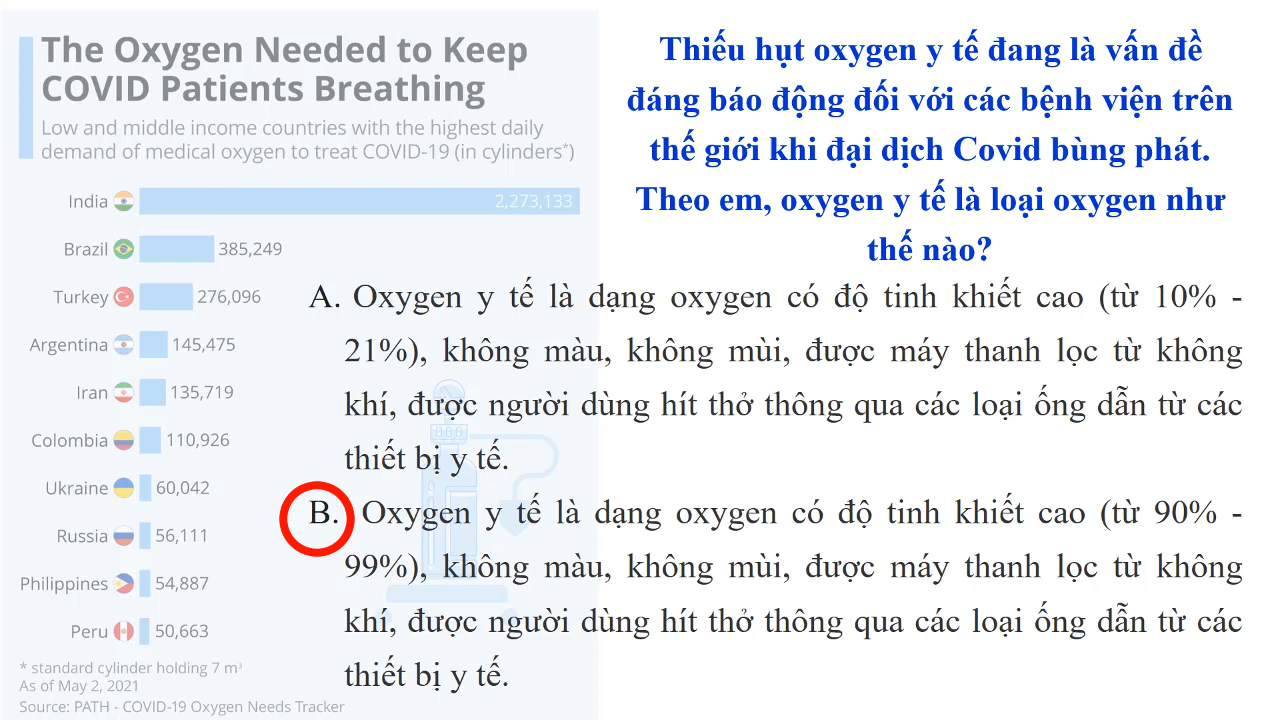 The Oxygen Needed to Keep
COVID Patients Breathing
Low and middle income countries with the highest daily
demand of medical oxygen to treat COVID-19 (in cylinders*)
India 2,273,133
Brazil 385,249
Turkey 276,096
Argentina 145,475
Iran 135,719
Colombia 110,926
Ukraine 60,042
Russia 56,111
Philippines 54,887
Peru 50,663
* standard cylinder holding 7 m³
As of May 2, 2021
Source: PATH - COVID-19 Oxygen Needs Tracker
Thiếu hụt oxygen y tế đang là vấn đề
đáng báo động đối với các bệnh viện trên
thế giới khi đại dịch Covid bùng phát.
Theo em, oxygen y tế là loại oxygen như
thế nào?
A. Oxygen y tế là dạng oxygen có độ tinh khiết cao (từ 10% -
21%), không màu, không mùi, được máy thanh lọc từ không
khí, được người dùng hít thở thông qua các loại ống dẫn từ các
thiết bị y tế.
B. Oxygen y tế là dạng oxygen có độ tinh khiết cao (từ 90% -
99%), không màu, không mùi, được máy thanh lọc từ không
khí, được người dùng hít thở thông qua các loại ống dẫn từ các
thiết bị y tế.